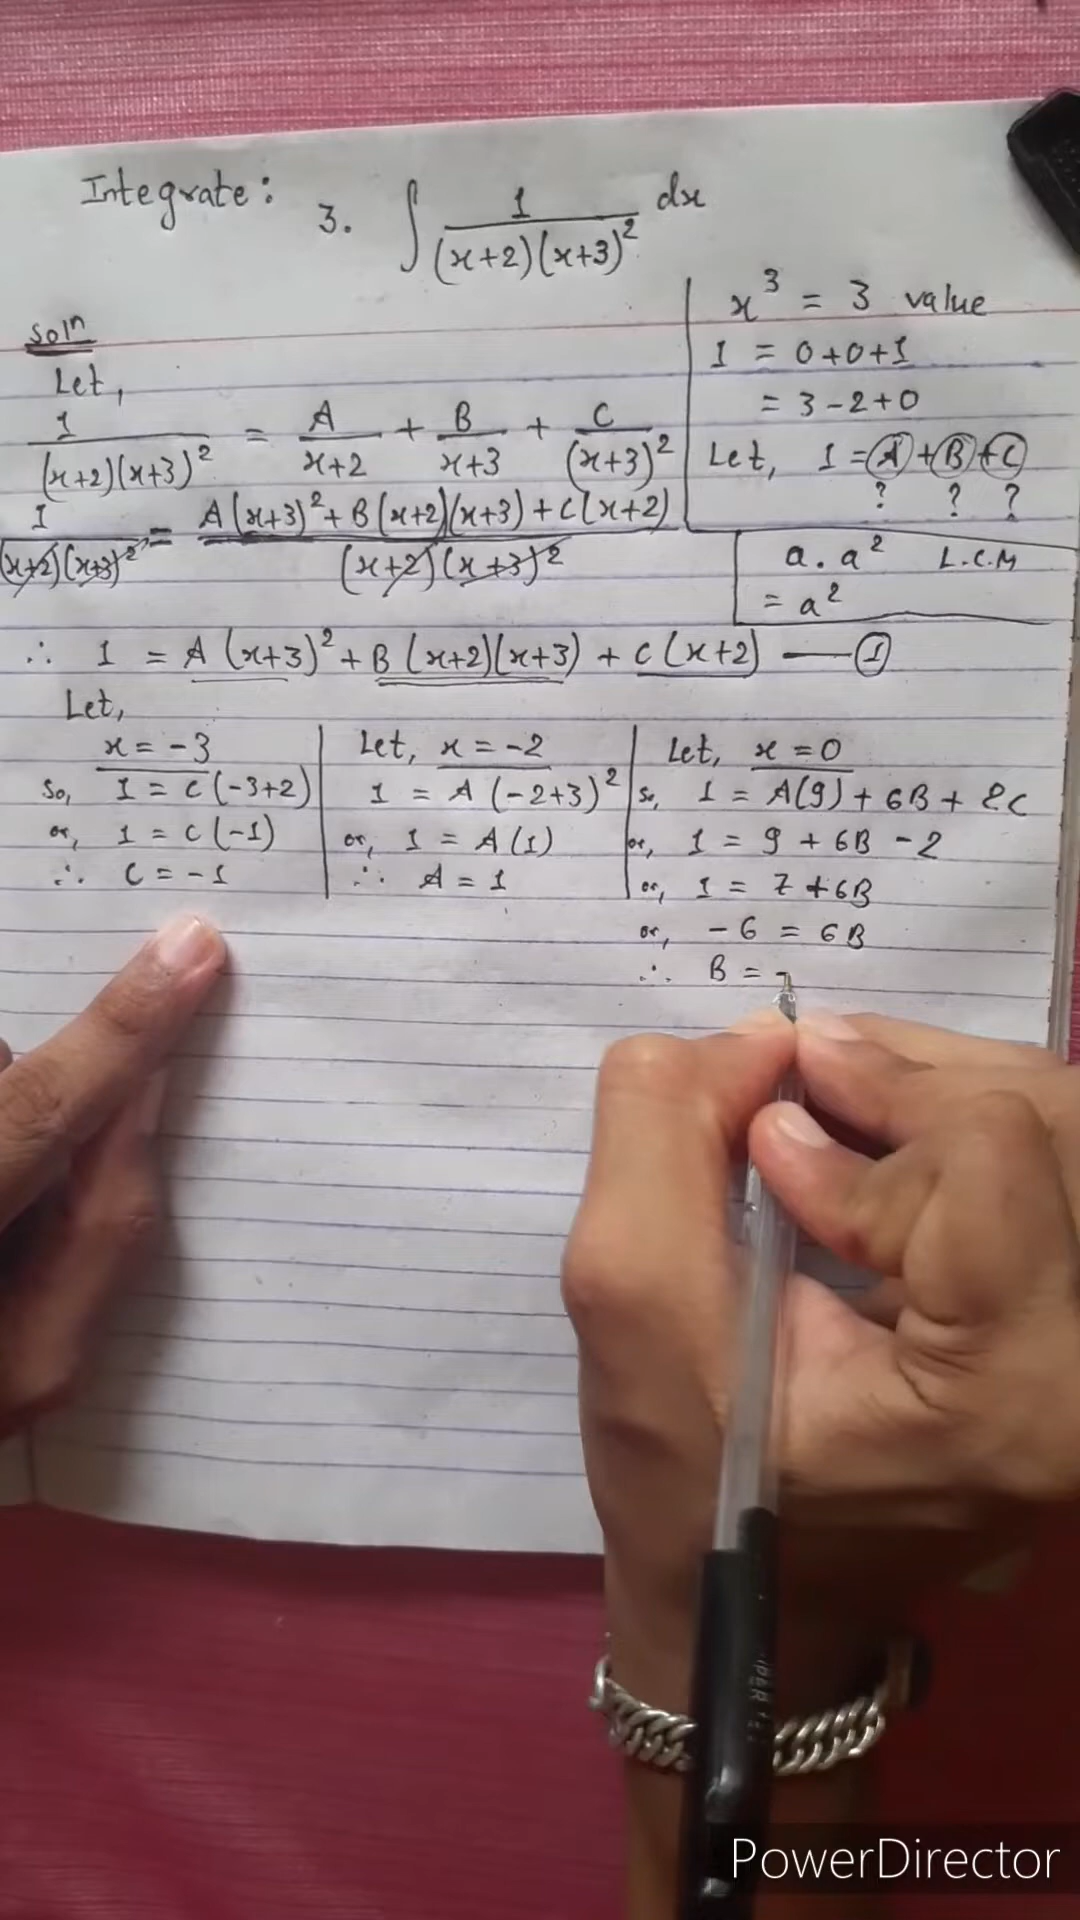 Integrate: 3. ∫ 1/(x+2)(x+3)² dx
Soln
Let,
1/(x+2)(x+3)² = A/x+2 + B/x+3 + C/(x+3)²
1/(x+2)(x+3)² = A(x+3)²+B(x+2)(x+3)+C(x+2)/(x+2)(x+3)²
x³ = 3 value
1 = 0+0+1
= 3-2+0
Let, 1 = A+B+C
? ? ?
a.a² L.C.M
= a²
∴ 1 = A(x+3)²+B(x+2)(x+3)+C(x+2) — 1
Let,
x = -3
So, 1 = C(-3+2)
or, 1 = C(-1)
∴ C = -1
Let, x = -2
1 = A(-2+3)²
or, 1 = A(1)
∴ A = 1
Let, x = 0
so, 1 = A(9)+6B+2C
or, 1 = 9+6B-2
or, 1 = 7+6B
or, -6 = 6B
∴ B = -
PowerDirector